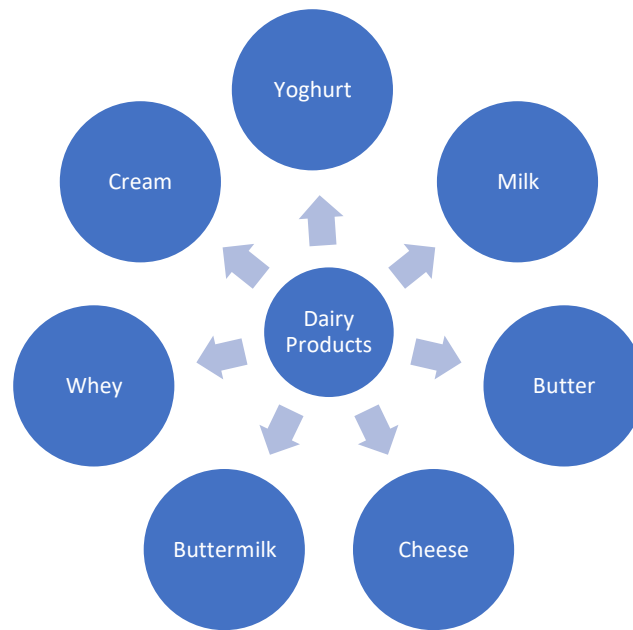 Yoghurt
Cream
Milk
Dairy
Products
Whey
Butter
Buttermilk
Cheese